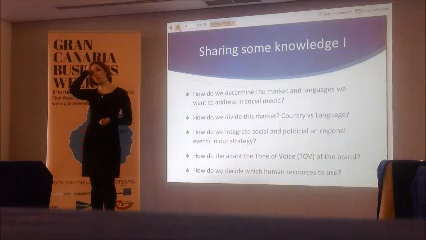 GRAN
CANARIA
BUSINESS
WEEK
Sharing some knowledge I
How do we determine the market and languages we
want to address in social media?
How do we divide this market? Country vs Language?
How do we integrate social and political an regional
events in our strategy?
How do the adapt the Tone of Voice (TOV) of the brand?
How do we decide which human resources to use?